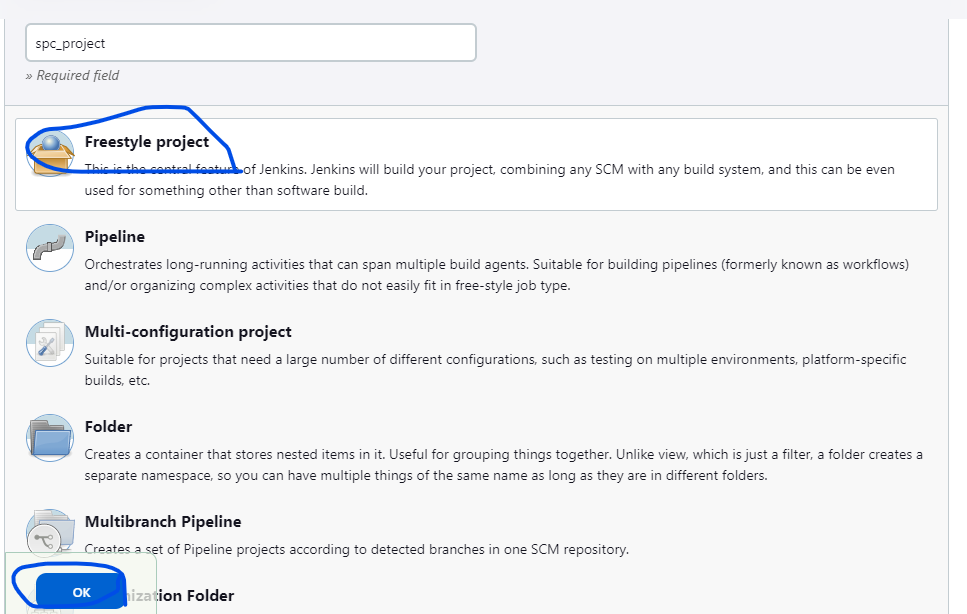 spc_project
» Required field
Freestyle project
This is the central feature of Jenkins. Jenkins will build your project, combining any SCM with any build system, and this can be even
used for something other than software build.
Pipeline
Orchestrates long-running activities that can span multiple build agents. Suitable for building pipelines (formerly known as workflows)
and/or organizing complex activities that do not easily fit in free-style job type.
Multi-configuration project
Suitable for projects that need a large number of different configurations, such as testing on multiple environments, platform-specific
builds, etc.
Folder
Creates a container that stores nested items in it. Useful for grouping things together. Unlike view, which is just a filter, a folder creates a
separate namespace, so you can have multiple things of the same name as long as they are in different folders.
Multibranch Pipeline
Creates a set of Pipeline projects according to detected branches in one SCM repository.
OK
Folder